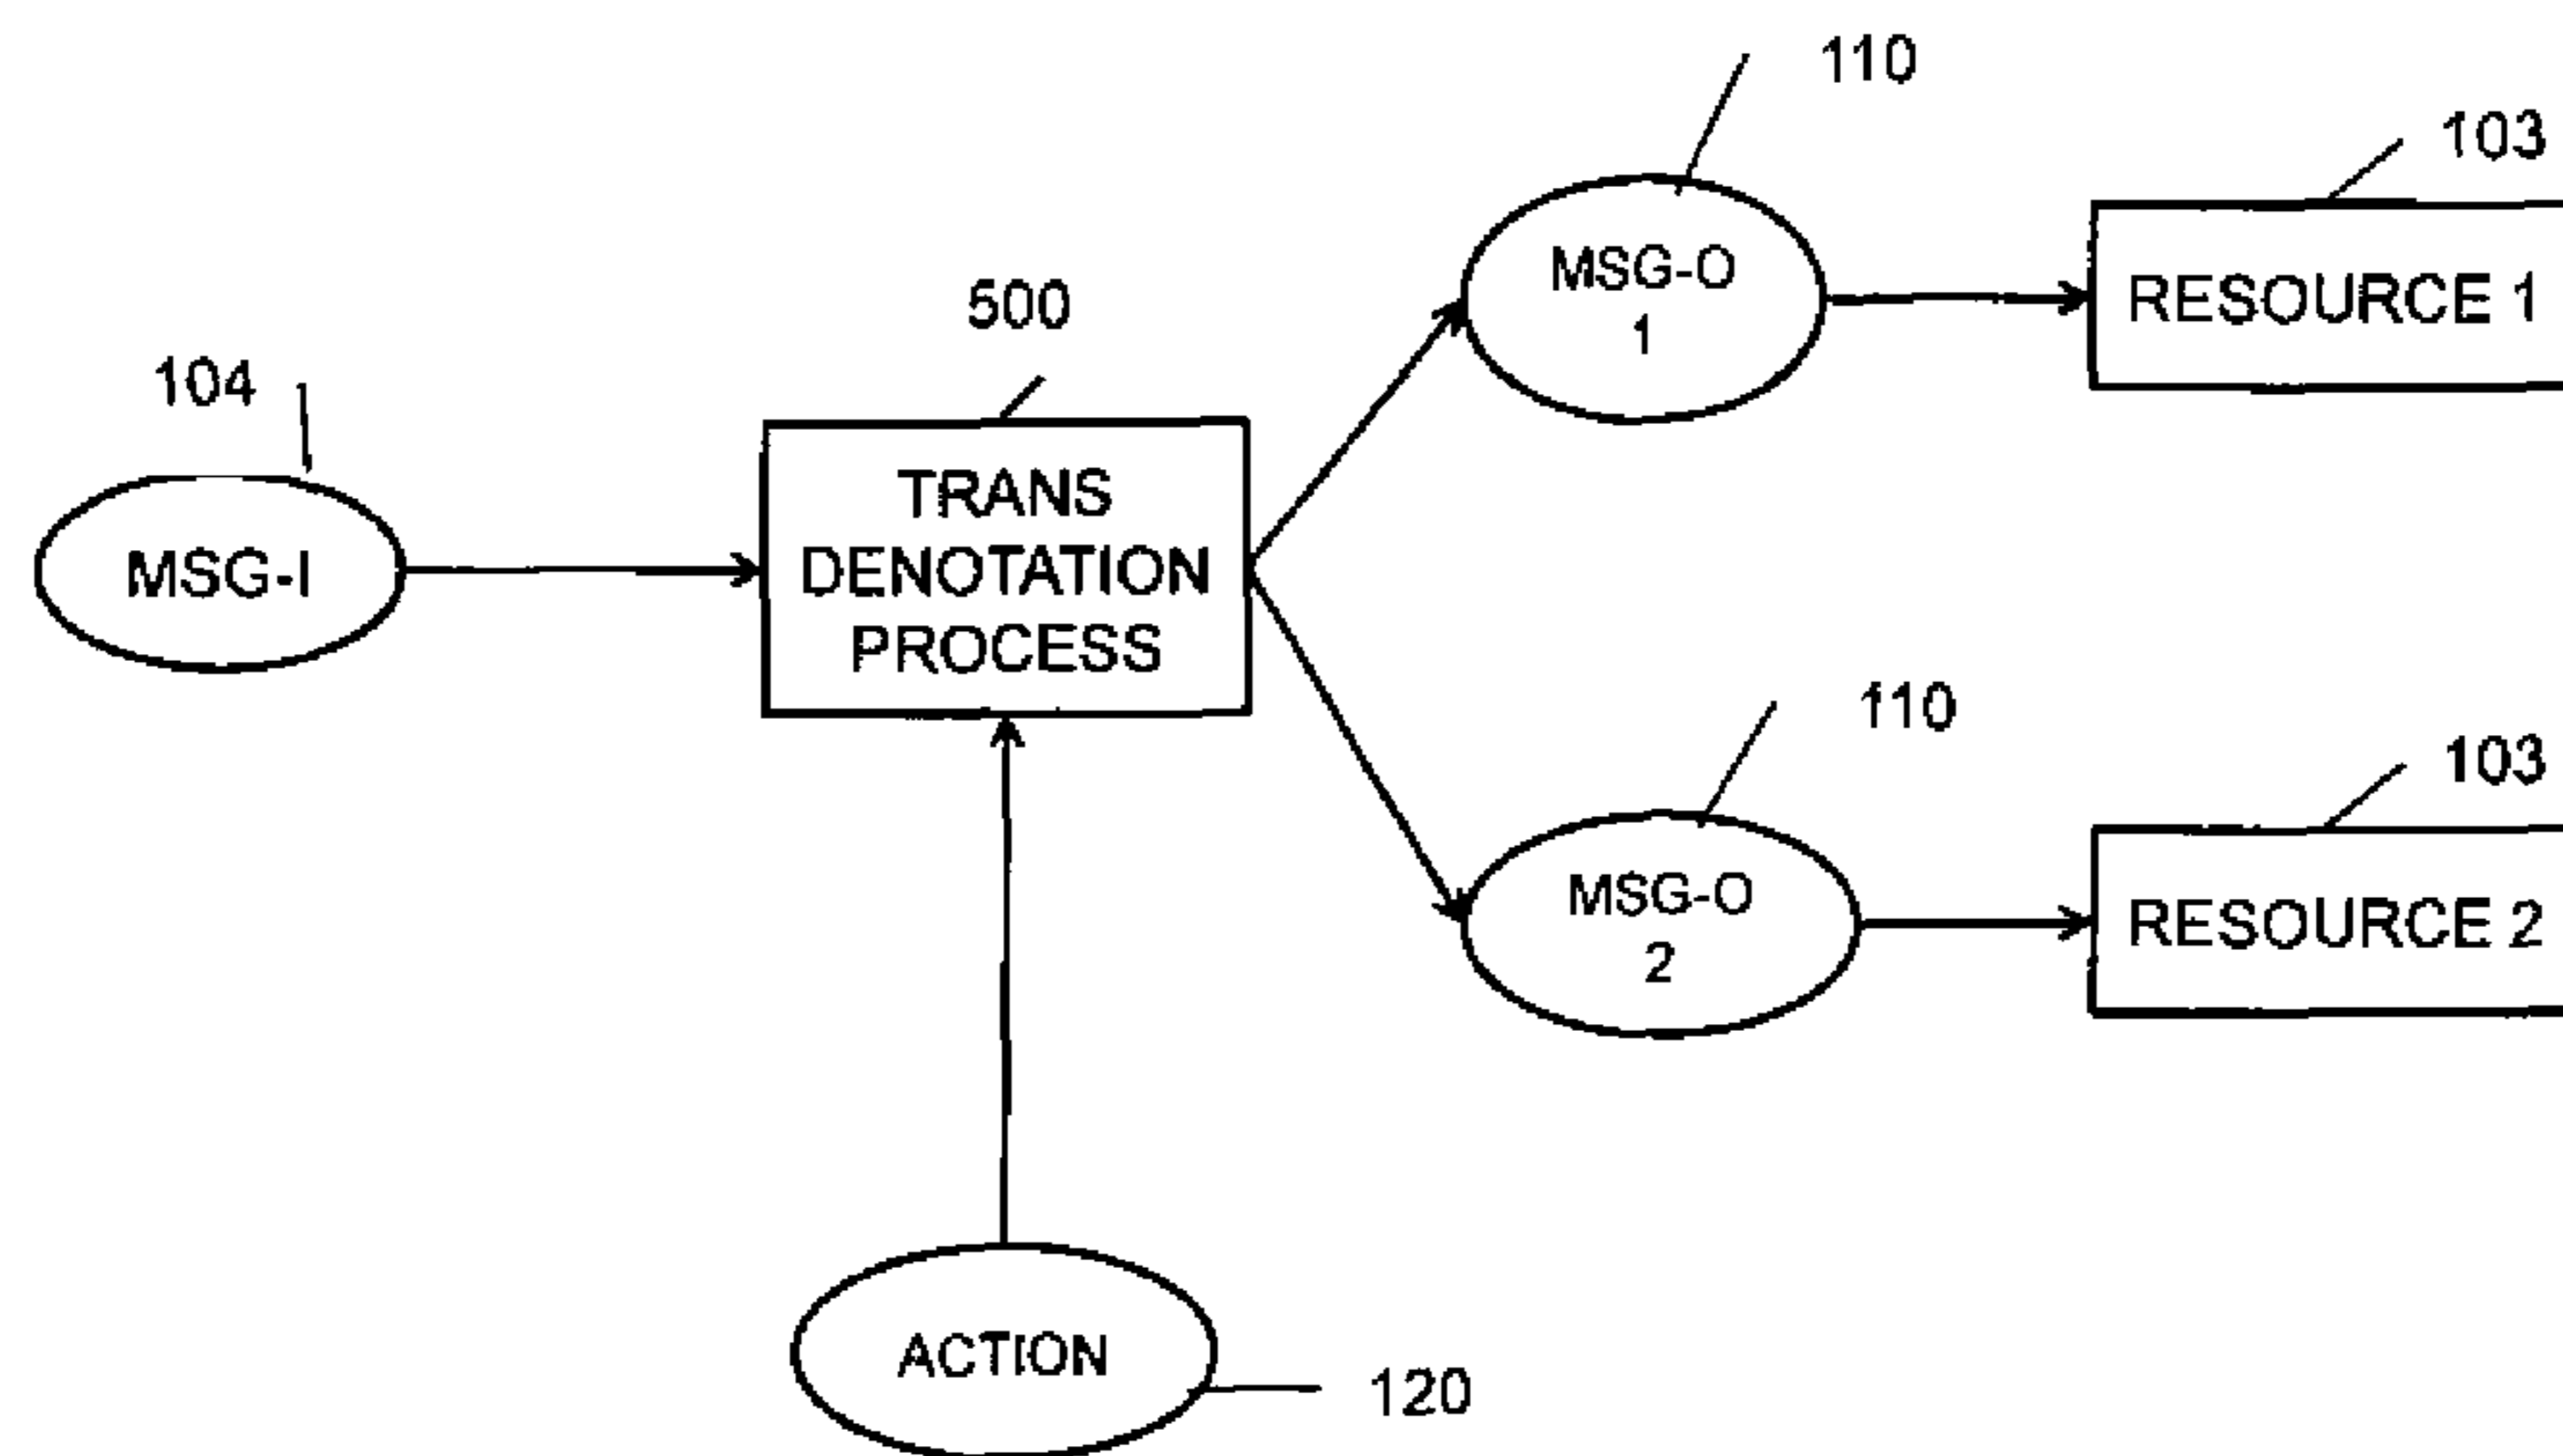 110
103
MSG-O
1
RESOURCE 1
500
104
TRANS
DENOTATION
PROCESS
MSG-I
110
103
MSG-O
2
RESOURCE 2
ACTION
120